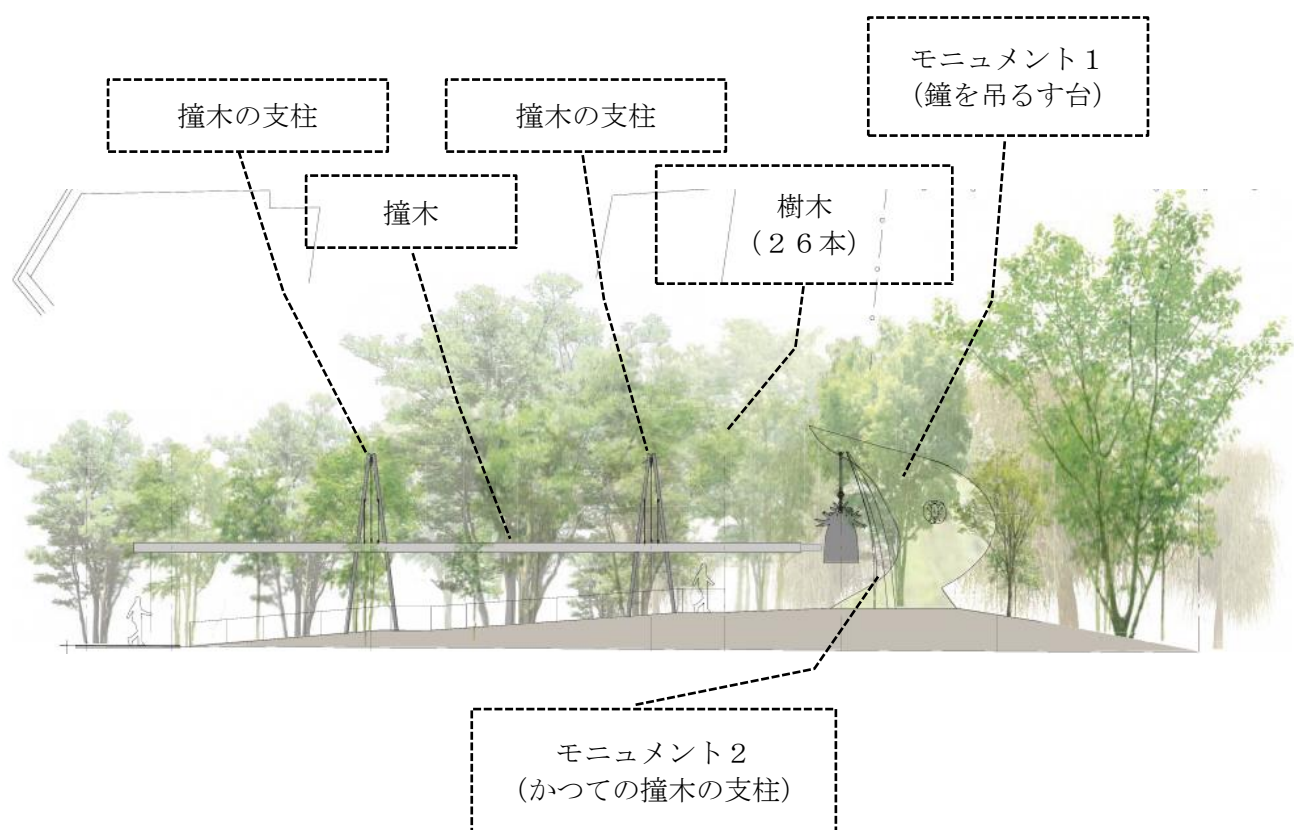 モニュメント１
（鐘を吊るす台）
撞木の支柱
撞木の支柱
撞木
樹木
（２６本）
モニュメント２
（かつての撞木の支柱）